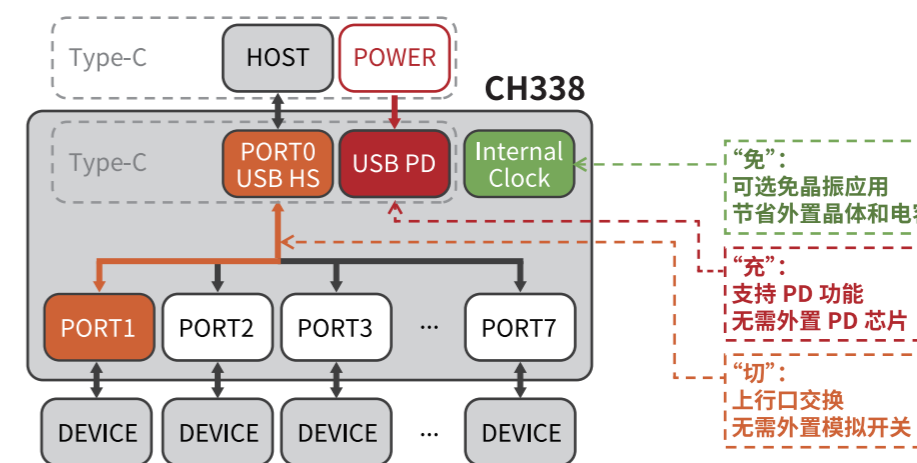 Type-C
HOST
POWER
CH338
Type-C
PORT0
USB HS
USB PD
Internal
Clock
“免”：
可选免晶振应用
节省外置晶体和电容
“充”：
支持 PD 功能
无需外置 PD 芯片
“切”：
上行口交换
无需外置模拟开关
PORT1
PORT2
PORT3
...
PORT7
DEVICE
DEVICE
DEVICE
...
DEVICE